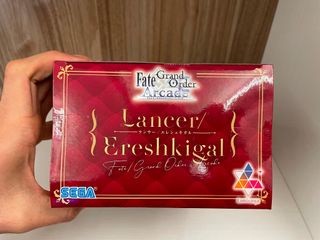 Fate
Grand Order
Arcade
Lancer/
ランサー/エレシュキガル
Ereshkigal
Fate/Grand Order Arcade
SEGA